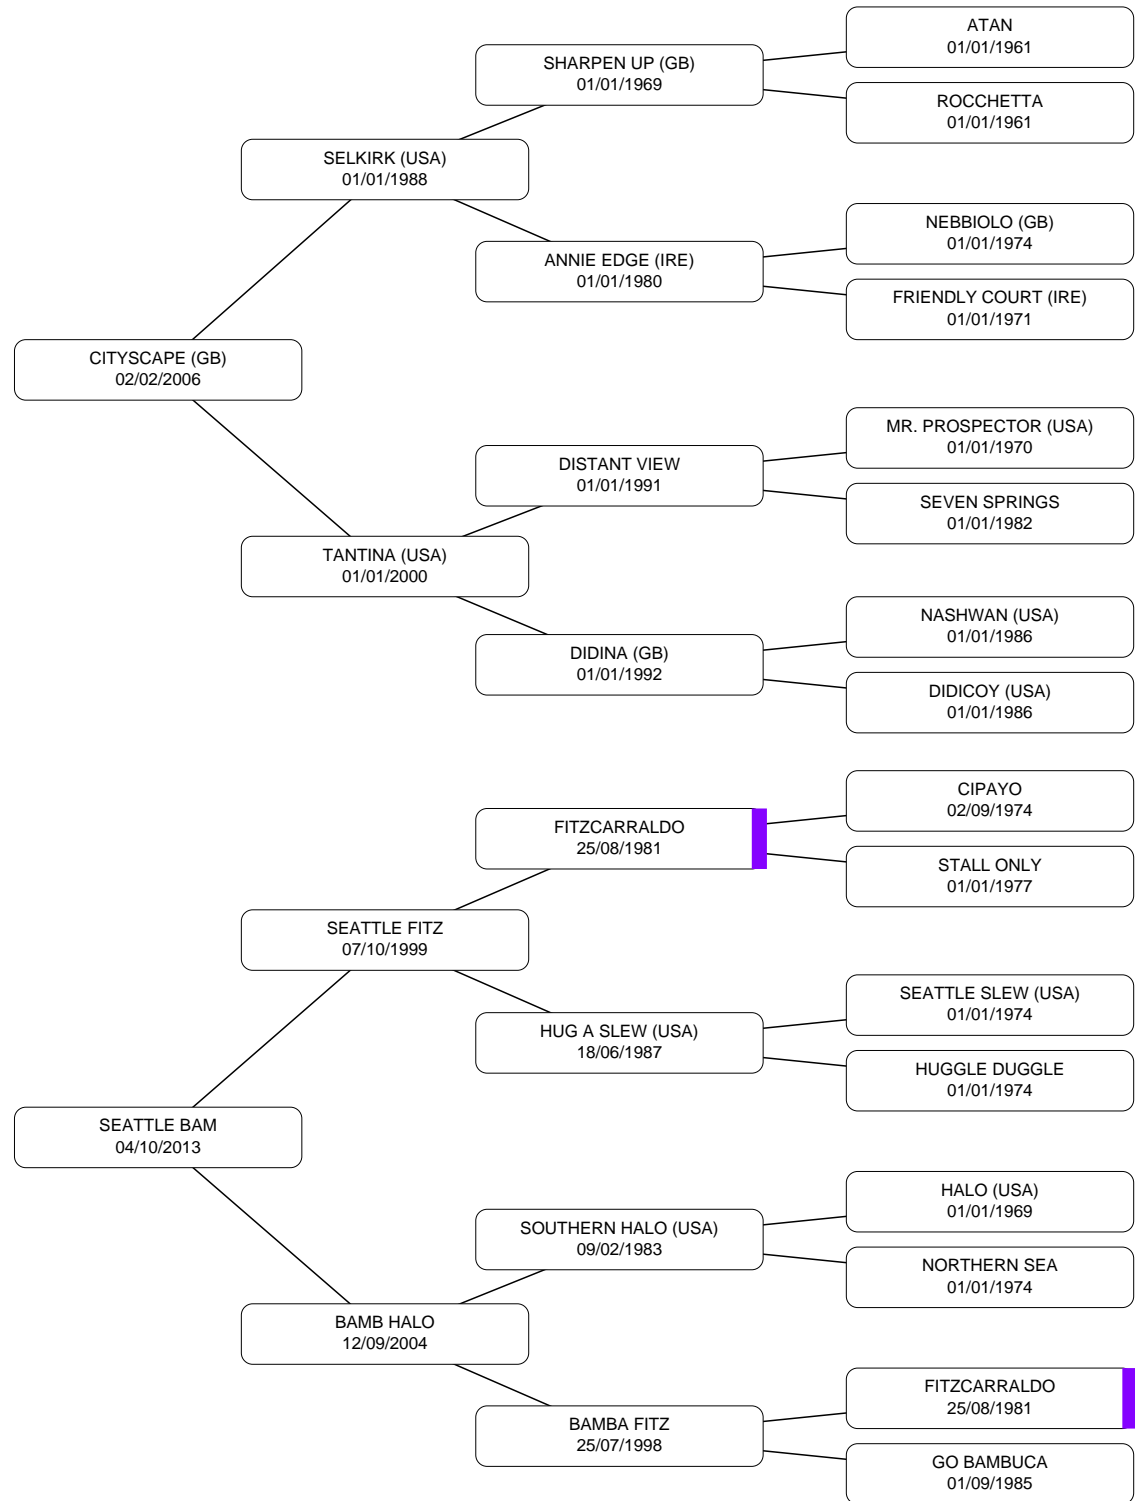 ATAN
01/01/1961
SHARPEN UP (GB)
01/01/1969
ROCCHETTA
01/01/1961
SELKIRK (USA)
01/01/1988
NEBBIOLO (GB)
01/01/1974
ANNIE EDGE (IRE)
01/01/1980
FRIENDLY COURT (IRE)
01/01/1971
CITYSCAPE (GB)
02/02/2006
MR. PROSPECTOR (USA)
01/01/1970
DISTANT VIEW
01/01/1991
SEVEN SPRINGS
01/01/1982
TANTINA (USA)
01/01/2000
NASHWAN (USA)
01/01/1986
DIDINA (GB)
01/01/1992
DIDICOY (USA)
01/01/1986
CIPAYO
02/09/1974
FITZCARRALDO
25/08/1981
STALL ONLY
01/01/1977
SEATTLE FITZ
07/10/1999
SEATTLE SLEW (USA)
01/01/1974
HUG A SLEW (USA)
18/06/1987
HUGGLE DUGGLE
01/01/1974
SEATTLE BAM
04/10/2013
HALO (USA)
01/01/1969
SOUTHERN HALO (USA)
09/02/1983
NORTHERN SEA
01/01/1974
BAMB HALO
12/09/2004
FITZCARRALDO
25/08/1981
BAMBA FITZ
25/07/1998
GO BAMBUCA
01/09/1985